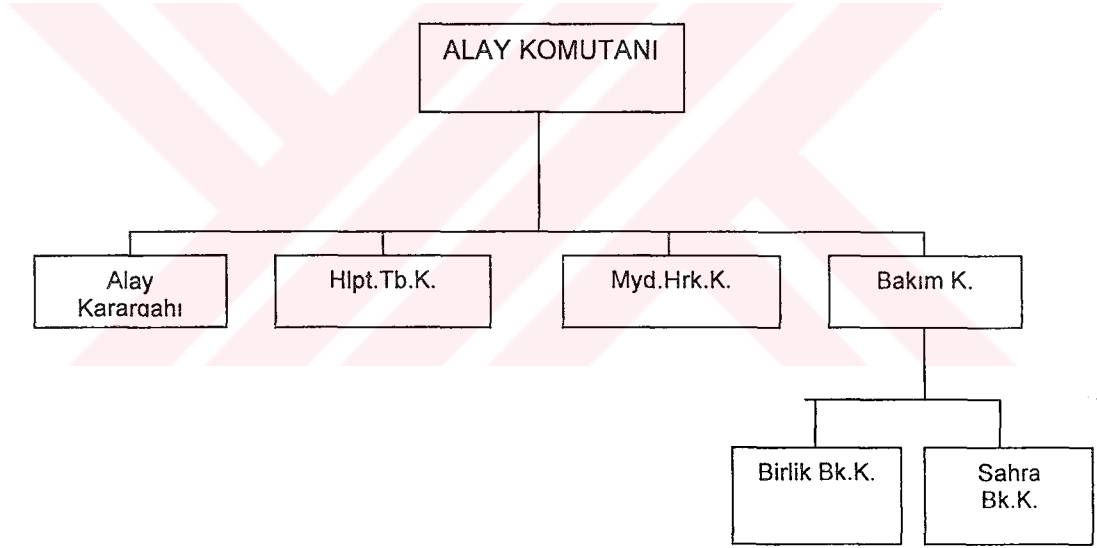 ALAY KOMUTANI
Alay
Karargahı
Hlpt.Tb.K.
Myd.Hrk.K.
Bakım K.
Birlik Bk.K.
Sahra
Bk.K.